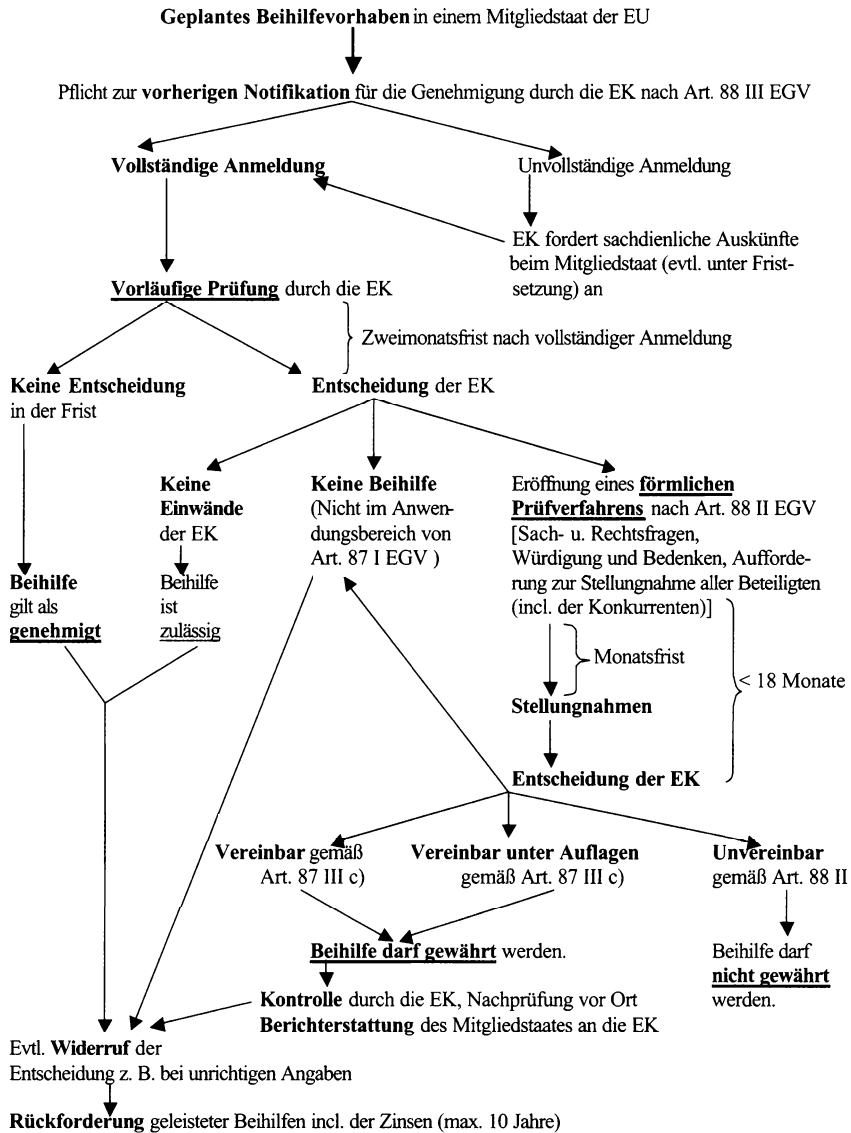 Geplantes Beihilfevorhaben in einem Mitgliedstaat der EU
Pflicht zur vorherigen Notifikation für die Genehmigung durch die EK nach Art. 88 III EGV
Vollständige Anmeldung
Unvollständige Anmeldung
EK fordert sachdienliche Auskünfte
beim Mitgliedstaat (evtl. unter Frist-
setzung) an
Vorläufige Prüfung durch die EK
Zweimonatsfrist nach vollständiger Anmeldung
Keine Entscheidung
in der Frist
Entscheidung der EK
Keine
Einwände
der EK
Keine Beihilfe
(Nicht im Anwen-
dungsbereich von
Art. 87 I EGV )
Eröffnung eines förmlichen
Prüfverfahrens nach Art. 88 II EGV
[Sach- u. Rechtsfragen,
Würdigung und Bedenken, Aufforde-
rung zur Stellungnahme aller Beteiligten
(incl. der Konkurrenten)]
Beihilfe
gilt als
genehmigt
Beihilfe
ist
zulässig
Monatsfrist
< 18 Monate
Stellungnahmen
Entscheidung der EK
Vereinbar gemäß
Art. 87 III c)
Vereinbar unter Auflagen
gemäß Art. 87 III c)
Unvereinbar
gemäß Art. 88 II
Beihilfe darf gewährt werden.
Beihilfe darf
nicht gewährt
werden.
Kontrolle durch die EK, Nachprüfung vor Ort
Berichterstattung des Mitgliedstaates an die EK
Evtl. Widerruf der
Entscheidung z. B. bei unrichtigen Angaben
Rückforderung geleisteter Beihilfen incl. der Zinsen (max. 10 Jahre)